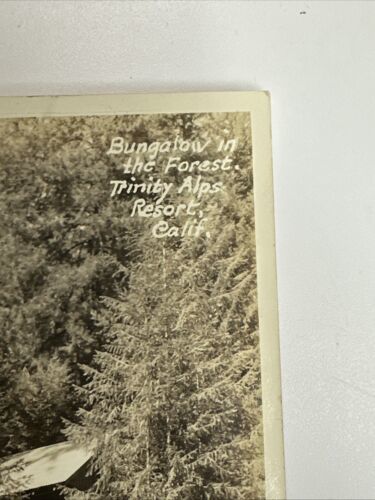 Bungalow in
the Forest.
Trinity Alps
Resort,
Calif.